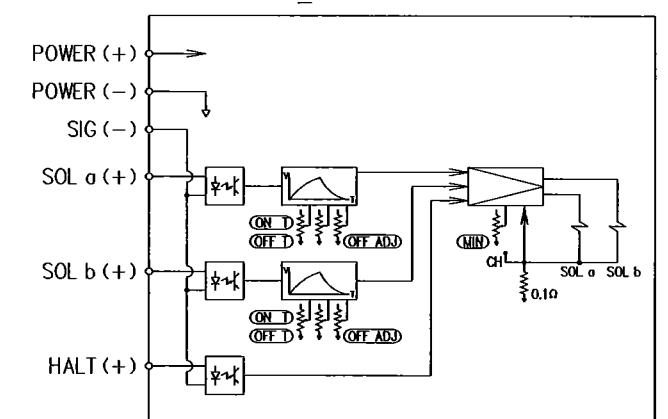 POWER (+)
POWER (−)
SIG (−)
SOL a (+)
V
T
ON T
OFF T
OFF ADJ
MIN
CH
SOL a
SOL b
0.1Ω
SOL b (+)
V
T
ON T
OFF T
OFF ADJ
HALT (+)